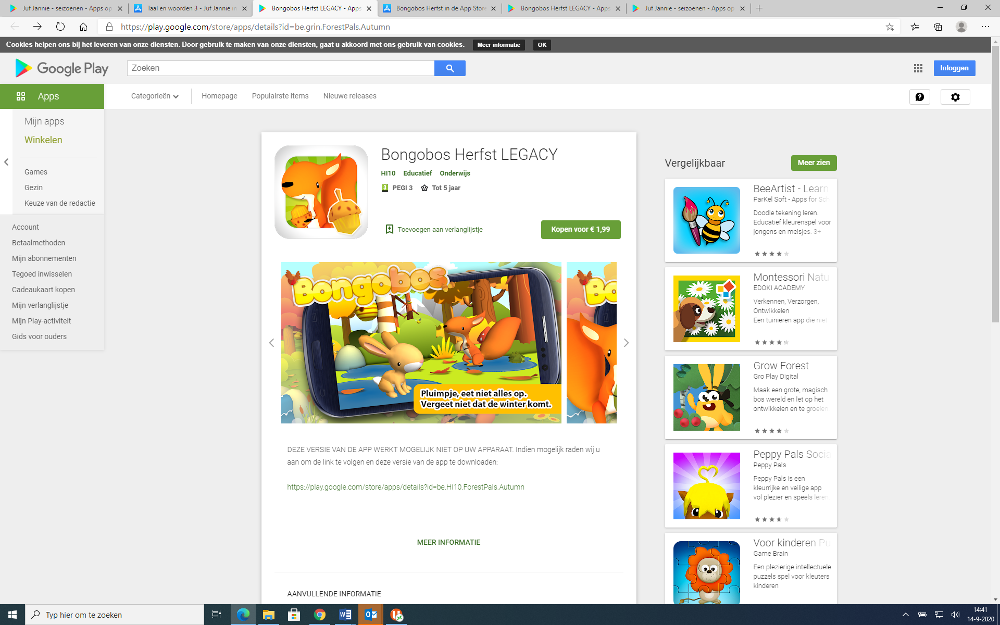 Juf Jannie - seizoenen - Apps op
Taal en woorden 3 - Juf Jannie in
Bongobos Herfst LEGACY - Apps
Bongobos Herfst in de App Store
Bongobos Herfst LEGACY - Apps
Juf Jannie - seizoenen - Apps op
https://play.google.com/store/apps/details?id=be.grin.ForestPals.Autumn
Cookies helpen ons bij het leveren van onze diensten. Door gebruik te maken van onze diensten, gaat u akkoord met ons gebruik van cookies.
Meer informatie
OK
Google Play
Zoeken
Inloggen
Apps
Categorieën
Homepage
Populairste items
Nieuwe releases
Mijn apps
Winkelen
Games
Gezin
Keuze van de redactie
Account
Betaalmethoden
Mijn abonnementen
Tegoed inwisselen
Cadeaukaart kopen
Mijn verlanglijstje
Mijn Play-activiteit
Gids voor ouders
Bongobos Herfst LEGACY
HI10 Educatief Onderwijs
3 PEGI 3 Tot 5 jaar
Toevoegen aan verlanglijstje
Kopen voor € 1,99
Bongobos
Pluimpje, eet niet alles op.
Vergeet niet dat de winter komt.
Bo
DEZE VERSIE VAN DE APP WERKT MOGELIJK NIET OP UW APPARAAT. Indien mogelijk raden wij u
aan om de link te volgen en deze versie van de app te downloaden:
https://play.google.com/store/apps/details?id=be.HI10.ForestPals.Autumn
MEER INFORMATIE
AANVULLENDE INFORMATIE
Vergelijkbaar
Meer zien
BeeArtist - Learn
ParKel Soft - Apps for Sch
Doodle tekening leren.
Educatief kleurenspel voor
jongens en meisjes. 3+
Montessori Natu
EDOKI ACADEMY
Verkennen, Verzorgen,
Ontwikkelen
Een tuinieren app die niet
Grow Forest
Gro Play Digital
Maak een grote, magisch
bos wereld en let op het
ontwikkelen en te groeien
Peppy Pals Socia
Peppy Pals
Peppy Pals is een
kleurrijke en veilige app
vol plezier en speels leren
Voor kinderen Pu
Game Brain
Een plezierige intellectuele
puzzels spel voor kleuters
kinderen
Typ hier om te zoeken
14:41
14-9-2020